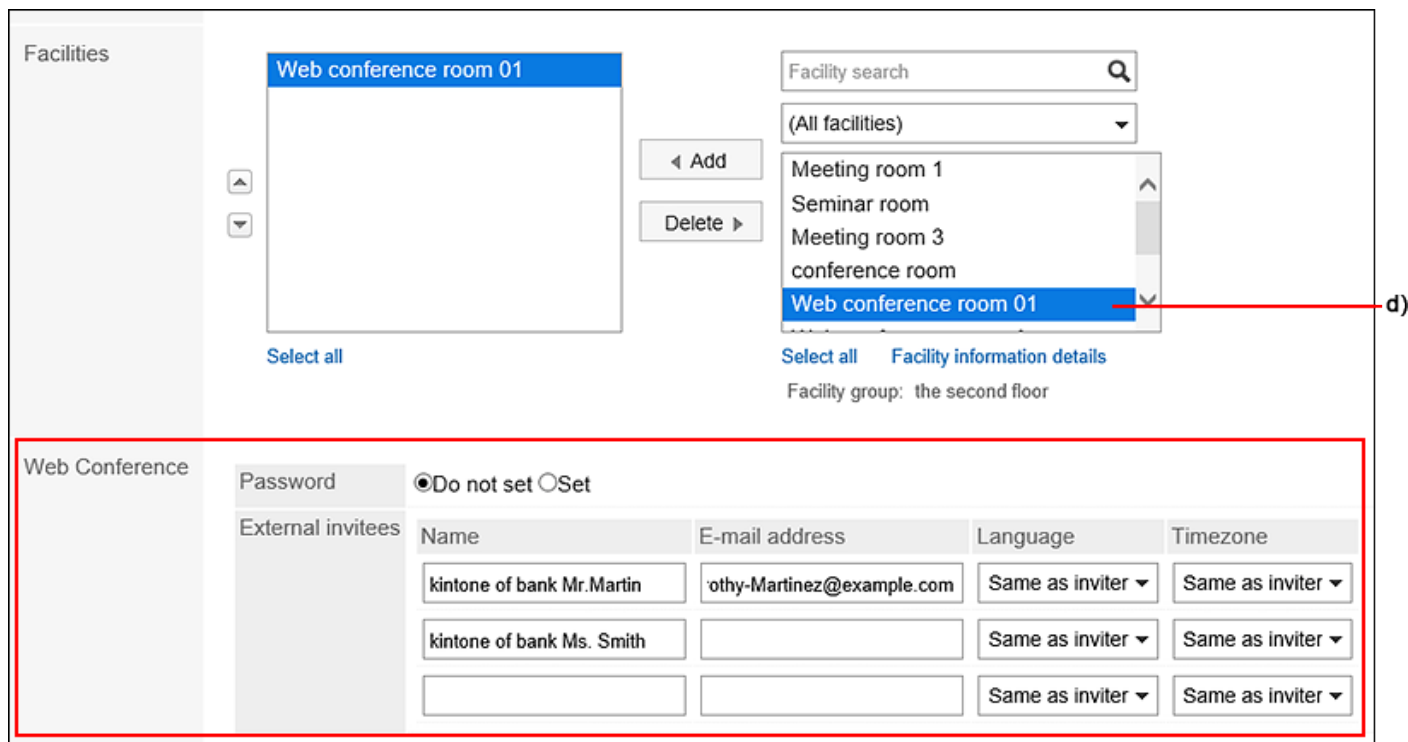 Facilities
Web conference room 01
Facility search
(All facilities)
Add
Delete
Meeting room 1
Seminar room
Meeting room 3
conference room
Web conference room 01
d)
Select all
Select all Facility information details
Facility group: the second floor
Web Conference
Password Do not set Set
External invitees Name E-mail address Language Timezone
kintone of bank Mr.Martin othy-Martinez@example.com Same as inviter Same as inviter
kintone of bank Ms. Smith Same as inviter Same as inviter
Same as inviter Same as inviter